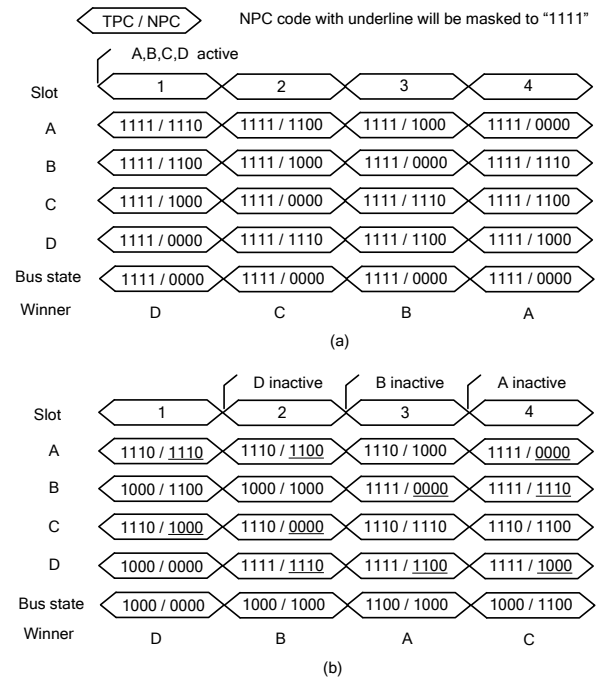 TPC / NPC NPC code with underline will be masked to “1111”
A,B,C,D active
Slot 1 2 3 4
A 1111 / 1110 1111 / 1100 1111 / 1000 1111 / 0000
B 1111 / 1100 1111 / 1000 1111 / 0000 1111 / 1110
C 1111 / 1000 1111 / 0000 1111 / 1110 1111 / 1100
D 1111 / 0000 1111 / 1110 1111 / 1100 1111 / 1000
Bus state 1111 / 0000 1111 / 0000 1111 / 0000 1111 / 0000
Winner D C B A
(a)
D inactive B inactive A inactive
Slot 1 2 3 4
A 1110 / 1110 1110 / 1100 1110 / 1000 1111 / 0000
B 1000 / 1100 1000 / 1000 1111 / 0000 1111 / 1110
C 1110 / 1000 1110 / 0000 1110 / 1110 1110 / 1100
D 1000 / 0000 1111 / 1110 1111 / 1100 1111 / 1000
Bus state 1000 / 0000 1000 / 1000 1100 / 1000 1000 / 1100
Winner D B A C
(b)